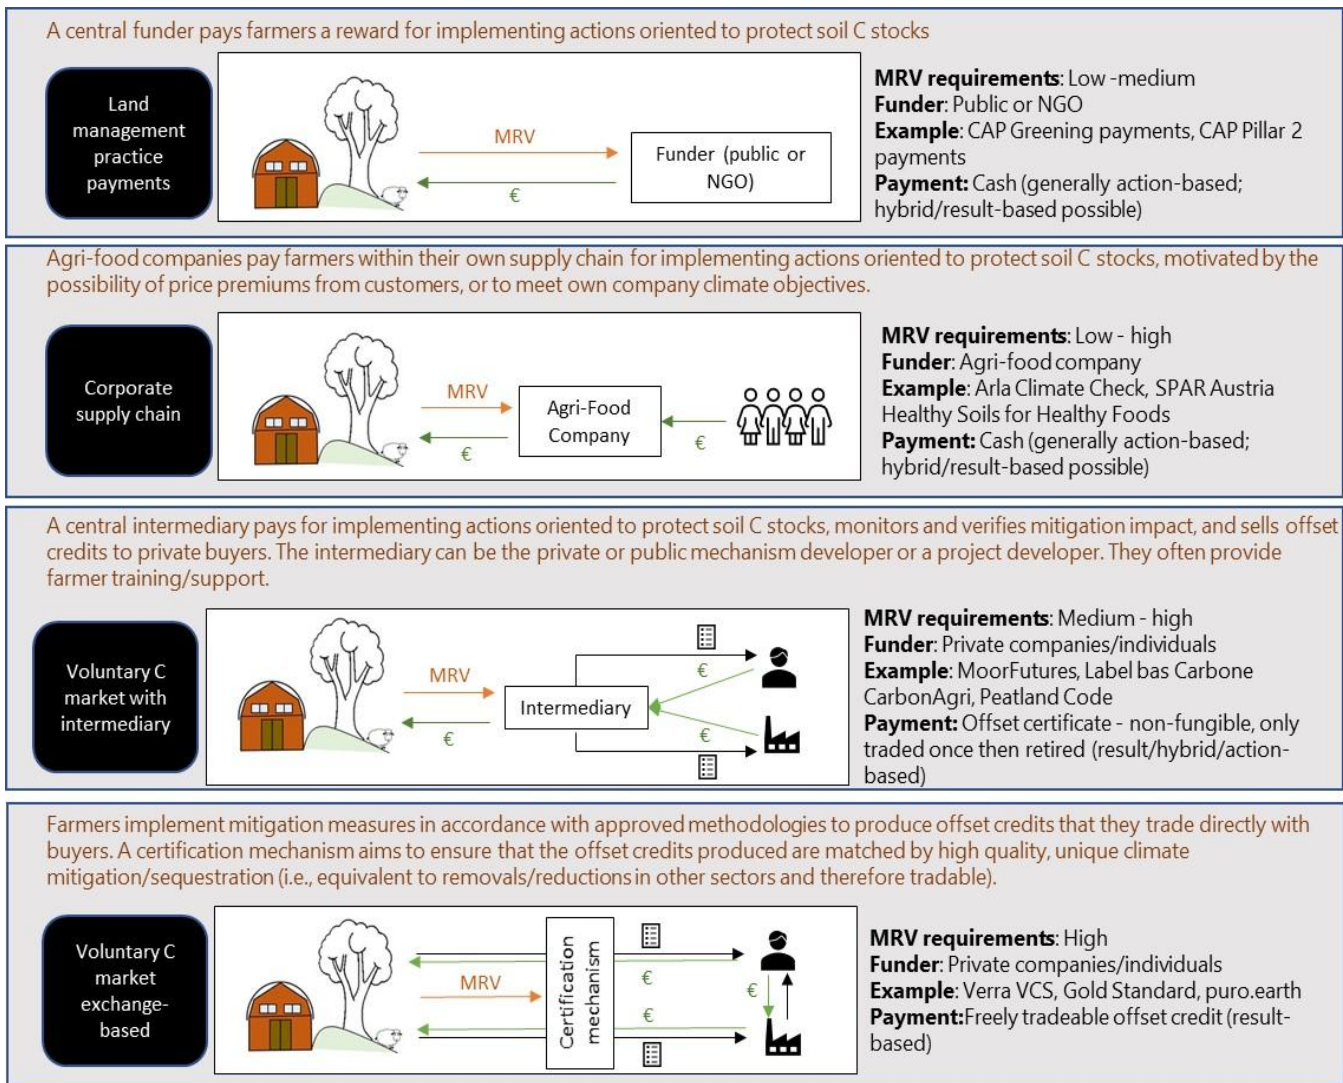 A central funder pays farmers a reward for implementing actions oriented to protect soil C stocks
Land
management
practice
payments
MRV
€
Funder (public or
NGO)
MRV requirements: Low -medium
Funder: Public or NGO
Example: CAP Greening payments, CAP Pillar 2
payments
Payment: Cash (generally action-based;
hybrid/result-based possible)
Agri-food companies pay farmers within their own supply chain for implementing actions oriented to protect soil C stocks, motivated by the
possibility of price premiums from customers, or to meet own company climate objectives.
Corporate
supply chain
MRV
€
Agri-Food
Company
€
MRV requirements: Low - high
Funder: Agri-food company
Example: Arla Climate Check, SPAR Austria
Healthy Soils for Healthy Foods
Payment: Cash (generally action-based;
hybrid/result-based possible)
A central intermediary pays for implementing actions oriented to protect soil C stocks, monitors and verifies mitigation impact, and sells offset
credits to private buyers. The intermediary can be the private or public mechanism developer or a project developer. They often provide
farmer training/support.
Voluntary C
market with
intermediary
MRV
€
Intermediary
€
€
MRV requirements: Medium - high
Funder: Private companies/individuals
Example: MoorFutures, Label bas Carbone
CarbonAgri, Peatland Code
Payment: Offset certificate - non-fungible, only
traded once then retired (result/hybrid/action-
based)
Farmers implement mitigation measures in accordance with approved methodologies to produce offset credits that they trade directly with
buyers. A certification mechanism aims to ensure that the offset credits produced are matched by high quality, unique climate
mitigation/sequestration (i.e., equivalent to removals/reductions in other sectors and therefore tradable).
Voluntary C
market
exchange-
based
MRV
Certification
mechanism
€
€
€
MRV requirements: High
Funder: Private companies/individuals
Example: Verra VCS, Gold Standard, puro.earth
Payment:Freely tradeable offset credit (result-
based)